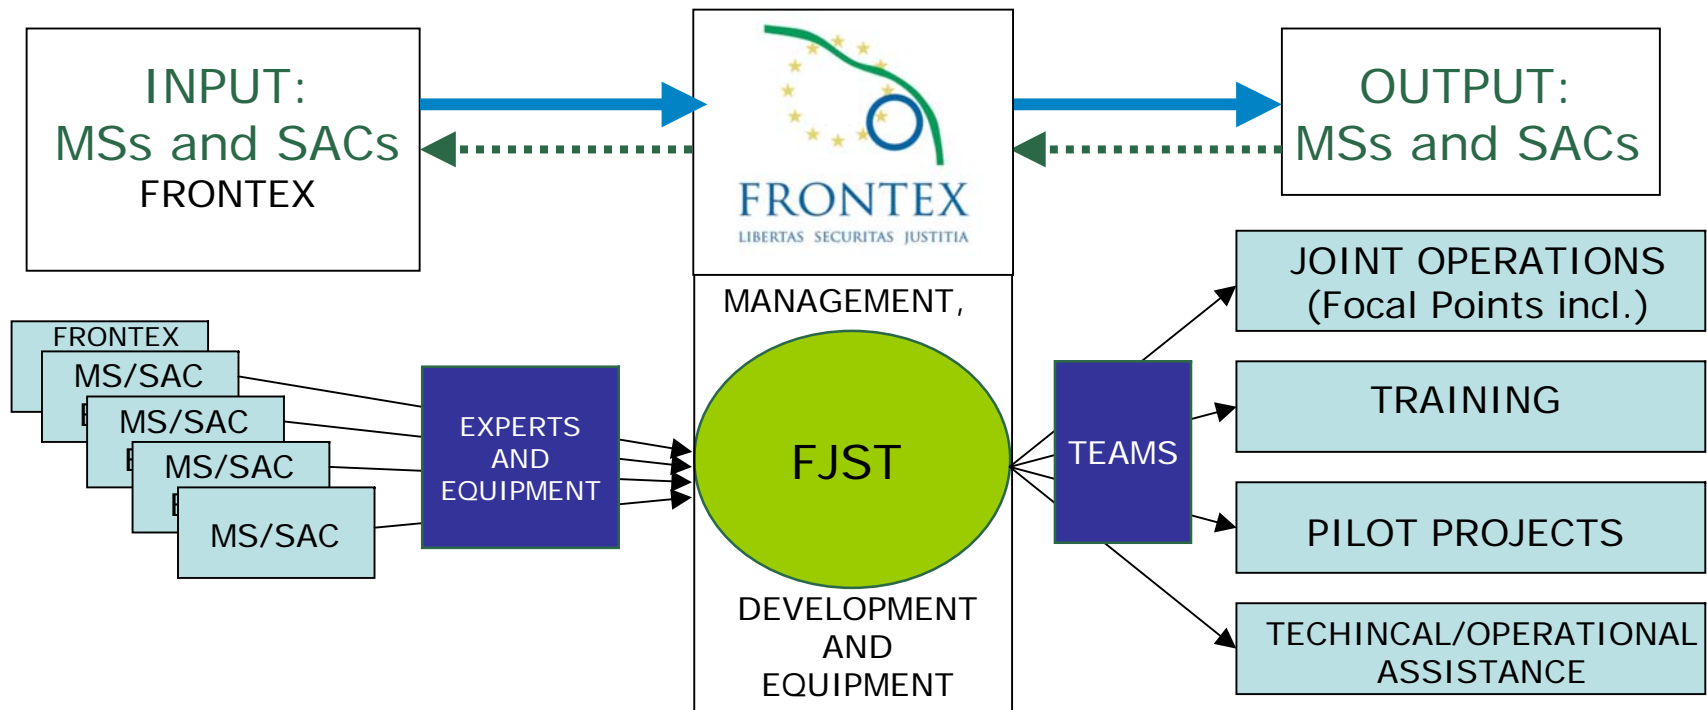 INPUT:
MSs and SACs
FRONTEX
FRONTEX
LIBERTAS SECURITAS JUSTITIA
OUTPUT:
MSs and SACs
FRONTEX
MS/SAC
MS/SAC
MS/SAC
MS/SAC
EXPERTS
AND
EQUIPMENT
MANAGEMENT,
FJST
DEVELOPMENT
AND
EQUIPMENT
TEAMS
JOINT OPERATIONS
(Focal Points incl.)
TRAINING
PILOT PROJECTS
TECHINCAL/OPERATIONAL
ASSISTANCE